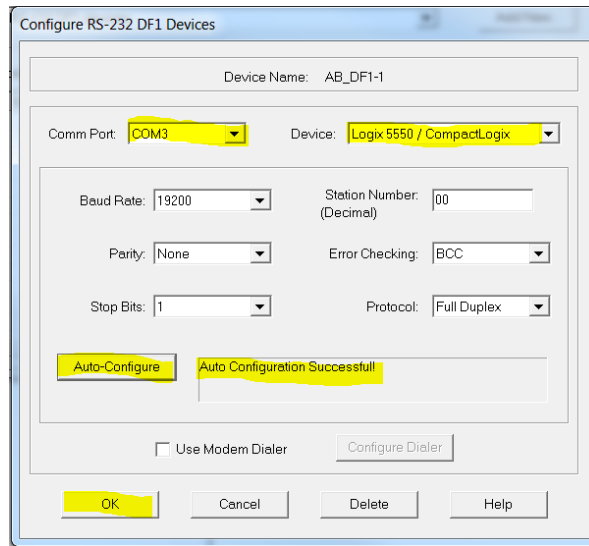 Configure RS-232 DF1 Devices
Device Name: AB_DF1-1
Comm Port: COM3 Device: Logix 5550 / CompactLogix
Baud Rate: 19200 Station Number: 00
(Decimal)
Parity: None Error Checking: BCC
Stop Bits: 1 Protocol: Full Duplex
Auto-Configure Auto Configuration Successful!
Use Modem Dialer Configure Dialer
OK Cancel Delete Help